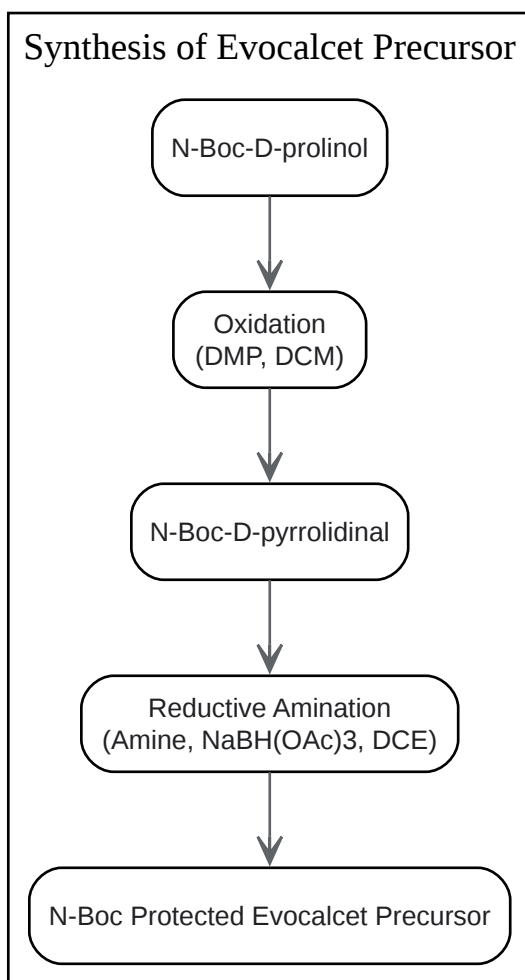 Synthesis of Evocalcet Precursor
N-Boc-D-prolinol
Oxidation
(DMP, DCM)
N-Boc-D-pyrrolidinal
Reductive Amination
(Amine, NaBH(OAc)3, DCE)
N-Boc Protected Evocalcet Precursor